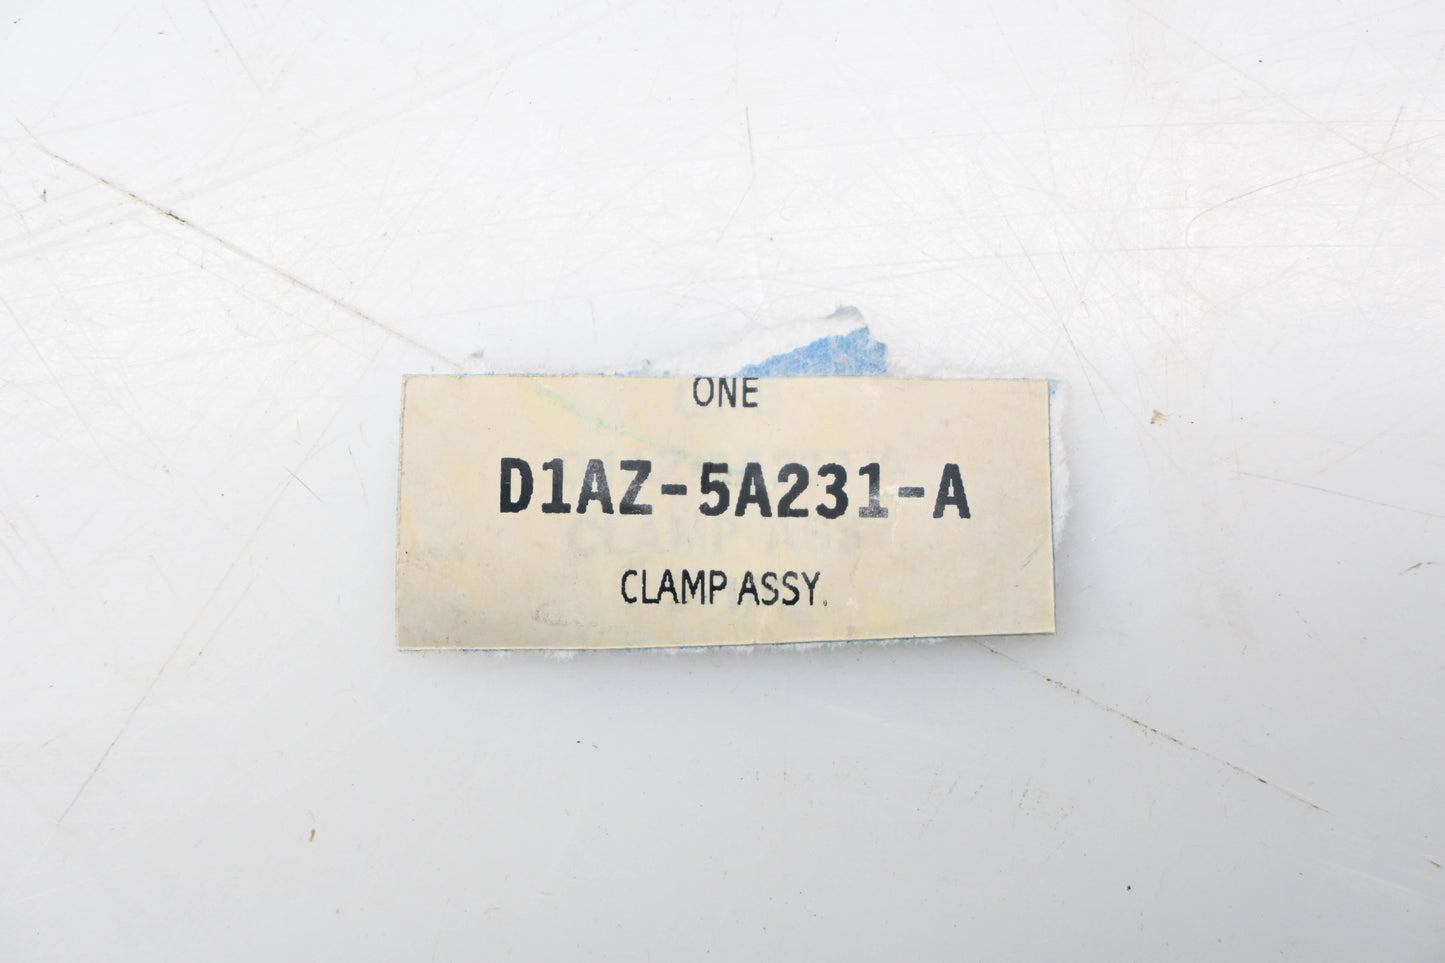 ONE
D1AZ-5A231-A
CLAMP ASSY.